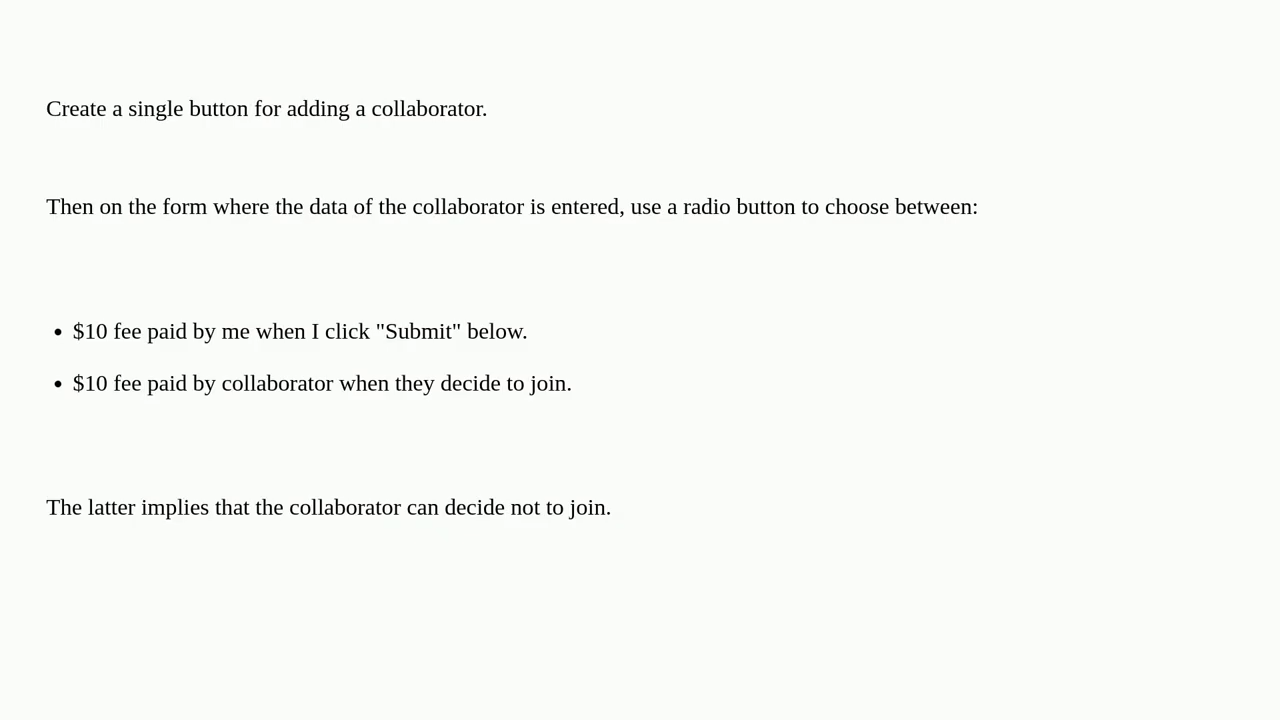 Create a single button for adding a collaborator.
Then on the form where the data of the collaborator is entered, use a radio button to choose between:
• $10 fee paid by me when I click "Submit" below.
• $10 fee paid by collaborator when they decide to join.
The latter implies that the collaborator can decide not to join.